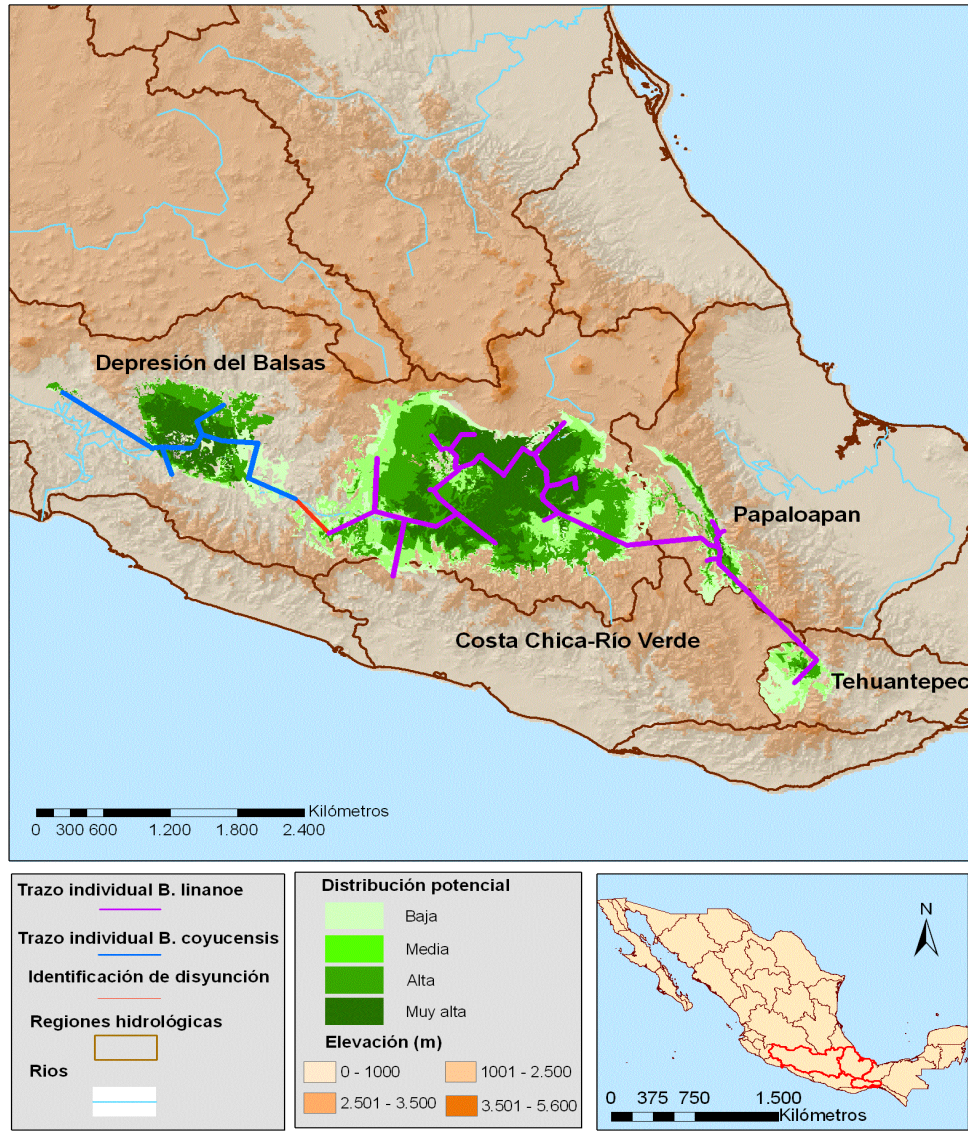 Depresión del Balsas
Papaloapan
Costa Chica-Río Verde
Tehuantepec
Kilómetros
0 300 600 1.200 1.800 2.400
Trazo individual B. linanoe
Trazo individual B. coyucensis
Identificación de disyunción
Regiones hidrológicas
Rios
Distribución potencial
Baja
Media
Alta
Muy alta
Elevación (m)
0 - 1000
1001 - 2.500
2.501 - 3.500
3.501 - 5.600
N
0 375 750 1.500
Kilómetros